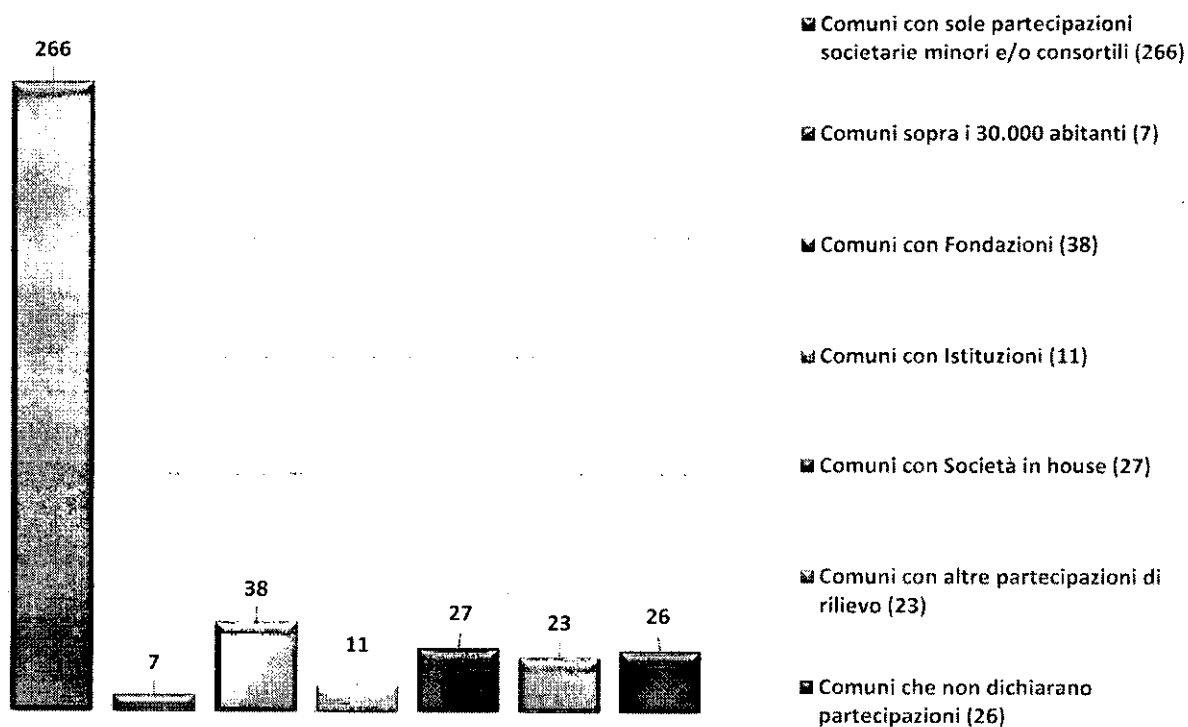 266
7
38
11
27
23
26
Comuni con sole partecipazioni
societarie minori e/o consortili (266)
Comuni sopra i 30.000 abitanti (7)
Comuni con Fondazioni (38)
Comuni con Istituzioni (11)
Comuni con Società in house (27)
Comuni con altre partecipazioni di
rilievo (23)
Comuni che non dichiarano
partecipazioni (26)